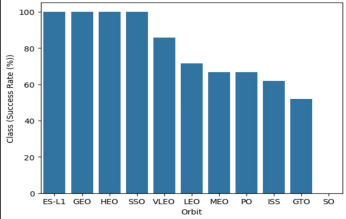 Class (Success Rate (%))
100
80
60
40
20
0
ES-L1 GEO HEO SSO VLEO LEO MEO PO ISS GTO SO
Orbit